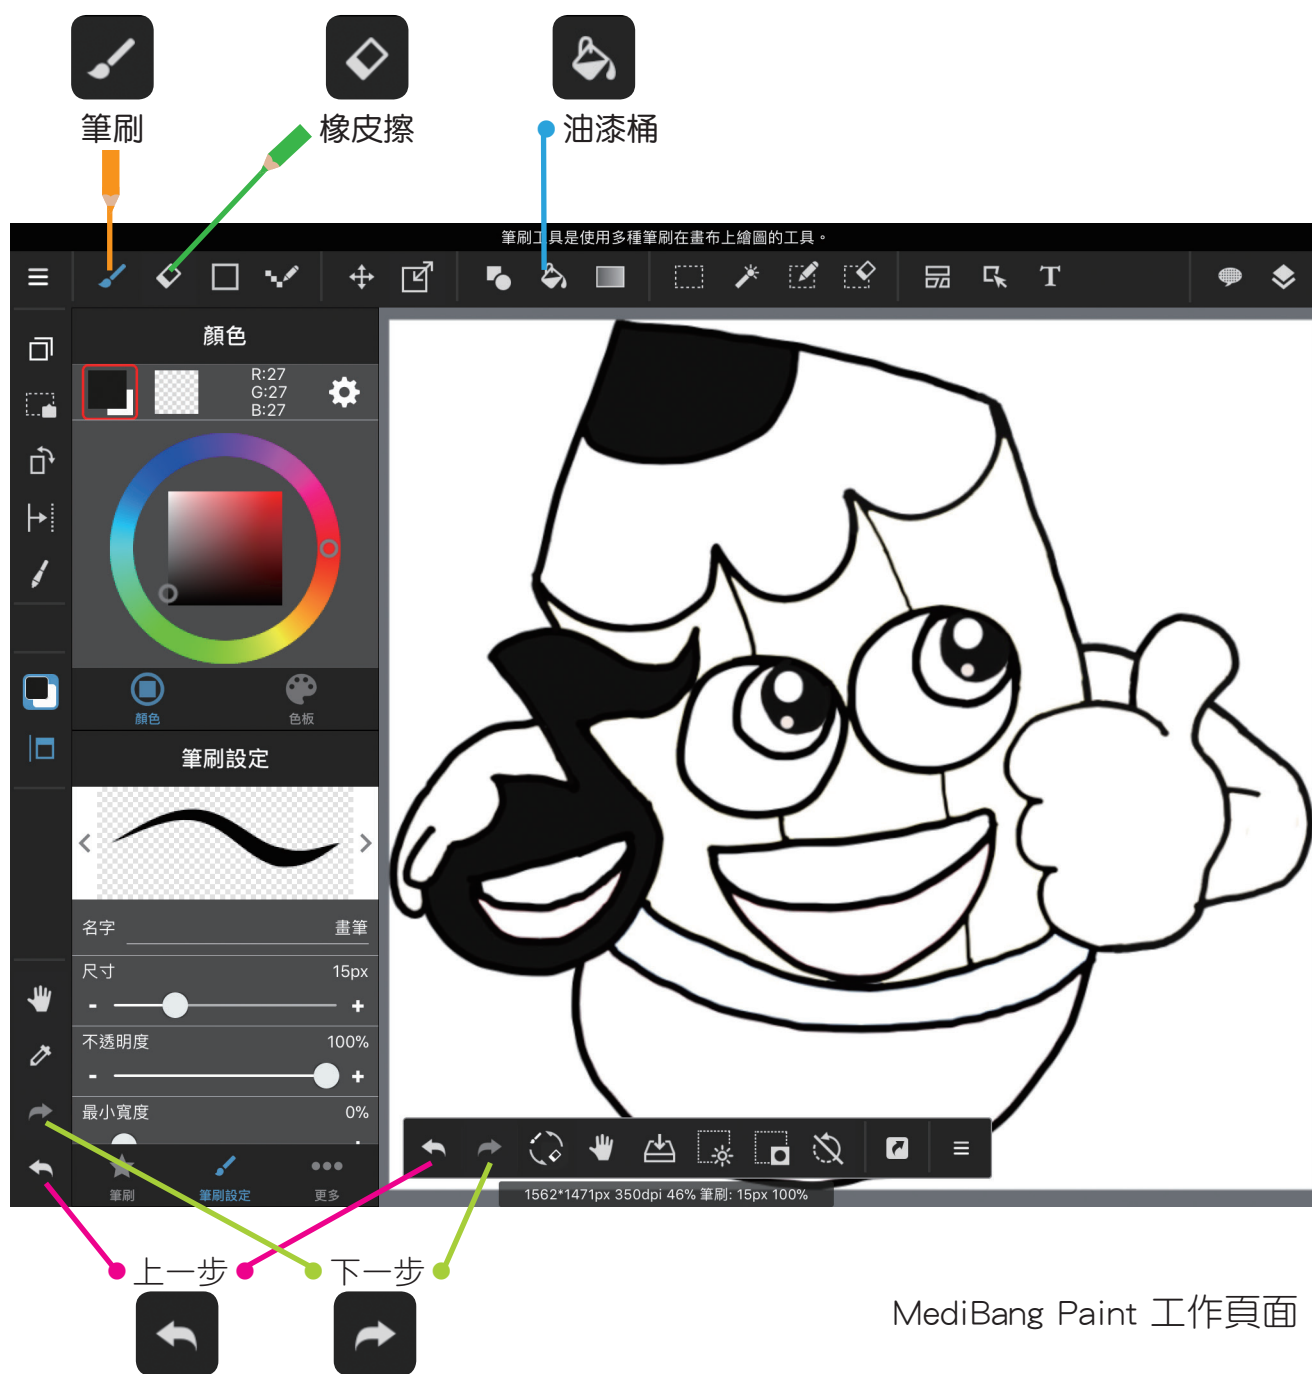 筆刷
橡皮擦
油漆桶
筆刷工具是使用多種筆刷在畫布上繪圖的工具。
T
顏色
R:27
G:27
B:27
顏色
色板
筆刷設定
名字 畫筆
尺寸 15px
- +
不透明度 100%
- +
最小寬度 0%
筆刷
筆刷設定
更多
1562*1471px 350dpi 46% 筆刷: 15px 100%
上一步
下一步
MediBang Paint 工作頁面